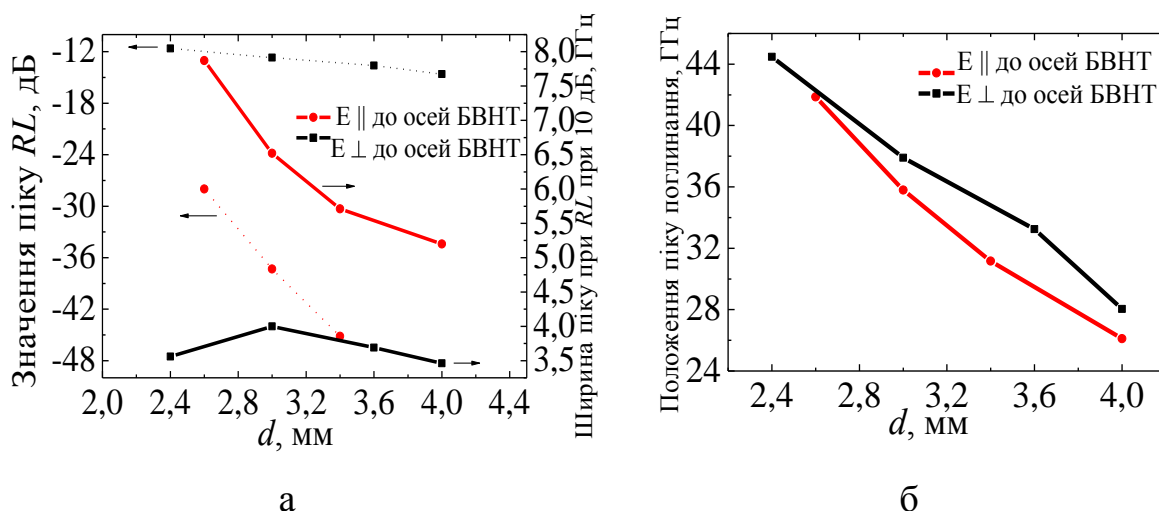 Значення піку RL, дБ
-12
-18
-24
-30
-36
-42
-48
8,0
7,5
7,0
6,5
6,0
5,5
5,0
4,5
4,0
3,5
Ширина піку при RL при 10 дБ, ГГц
E || до осей БВНТ
E ⊥ до осей БВНТ
2,0 2,4 2,8 3,2 3,6 4,0 4,4
d, мм
а
Положення піку поглинання, ГГц
44
40
36
32
28
24
E || до осей БВНТ
E ⊥ до осей БВНТ
2,4 2,8 3,2 3,6 4,0
d, мм
б